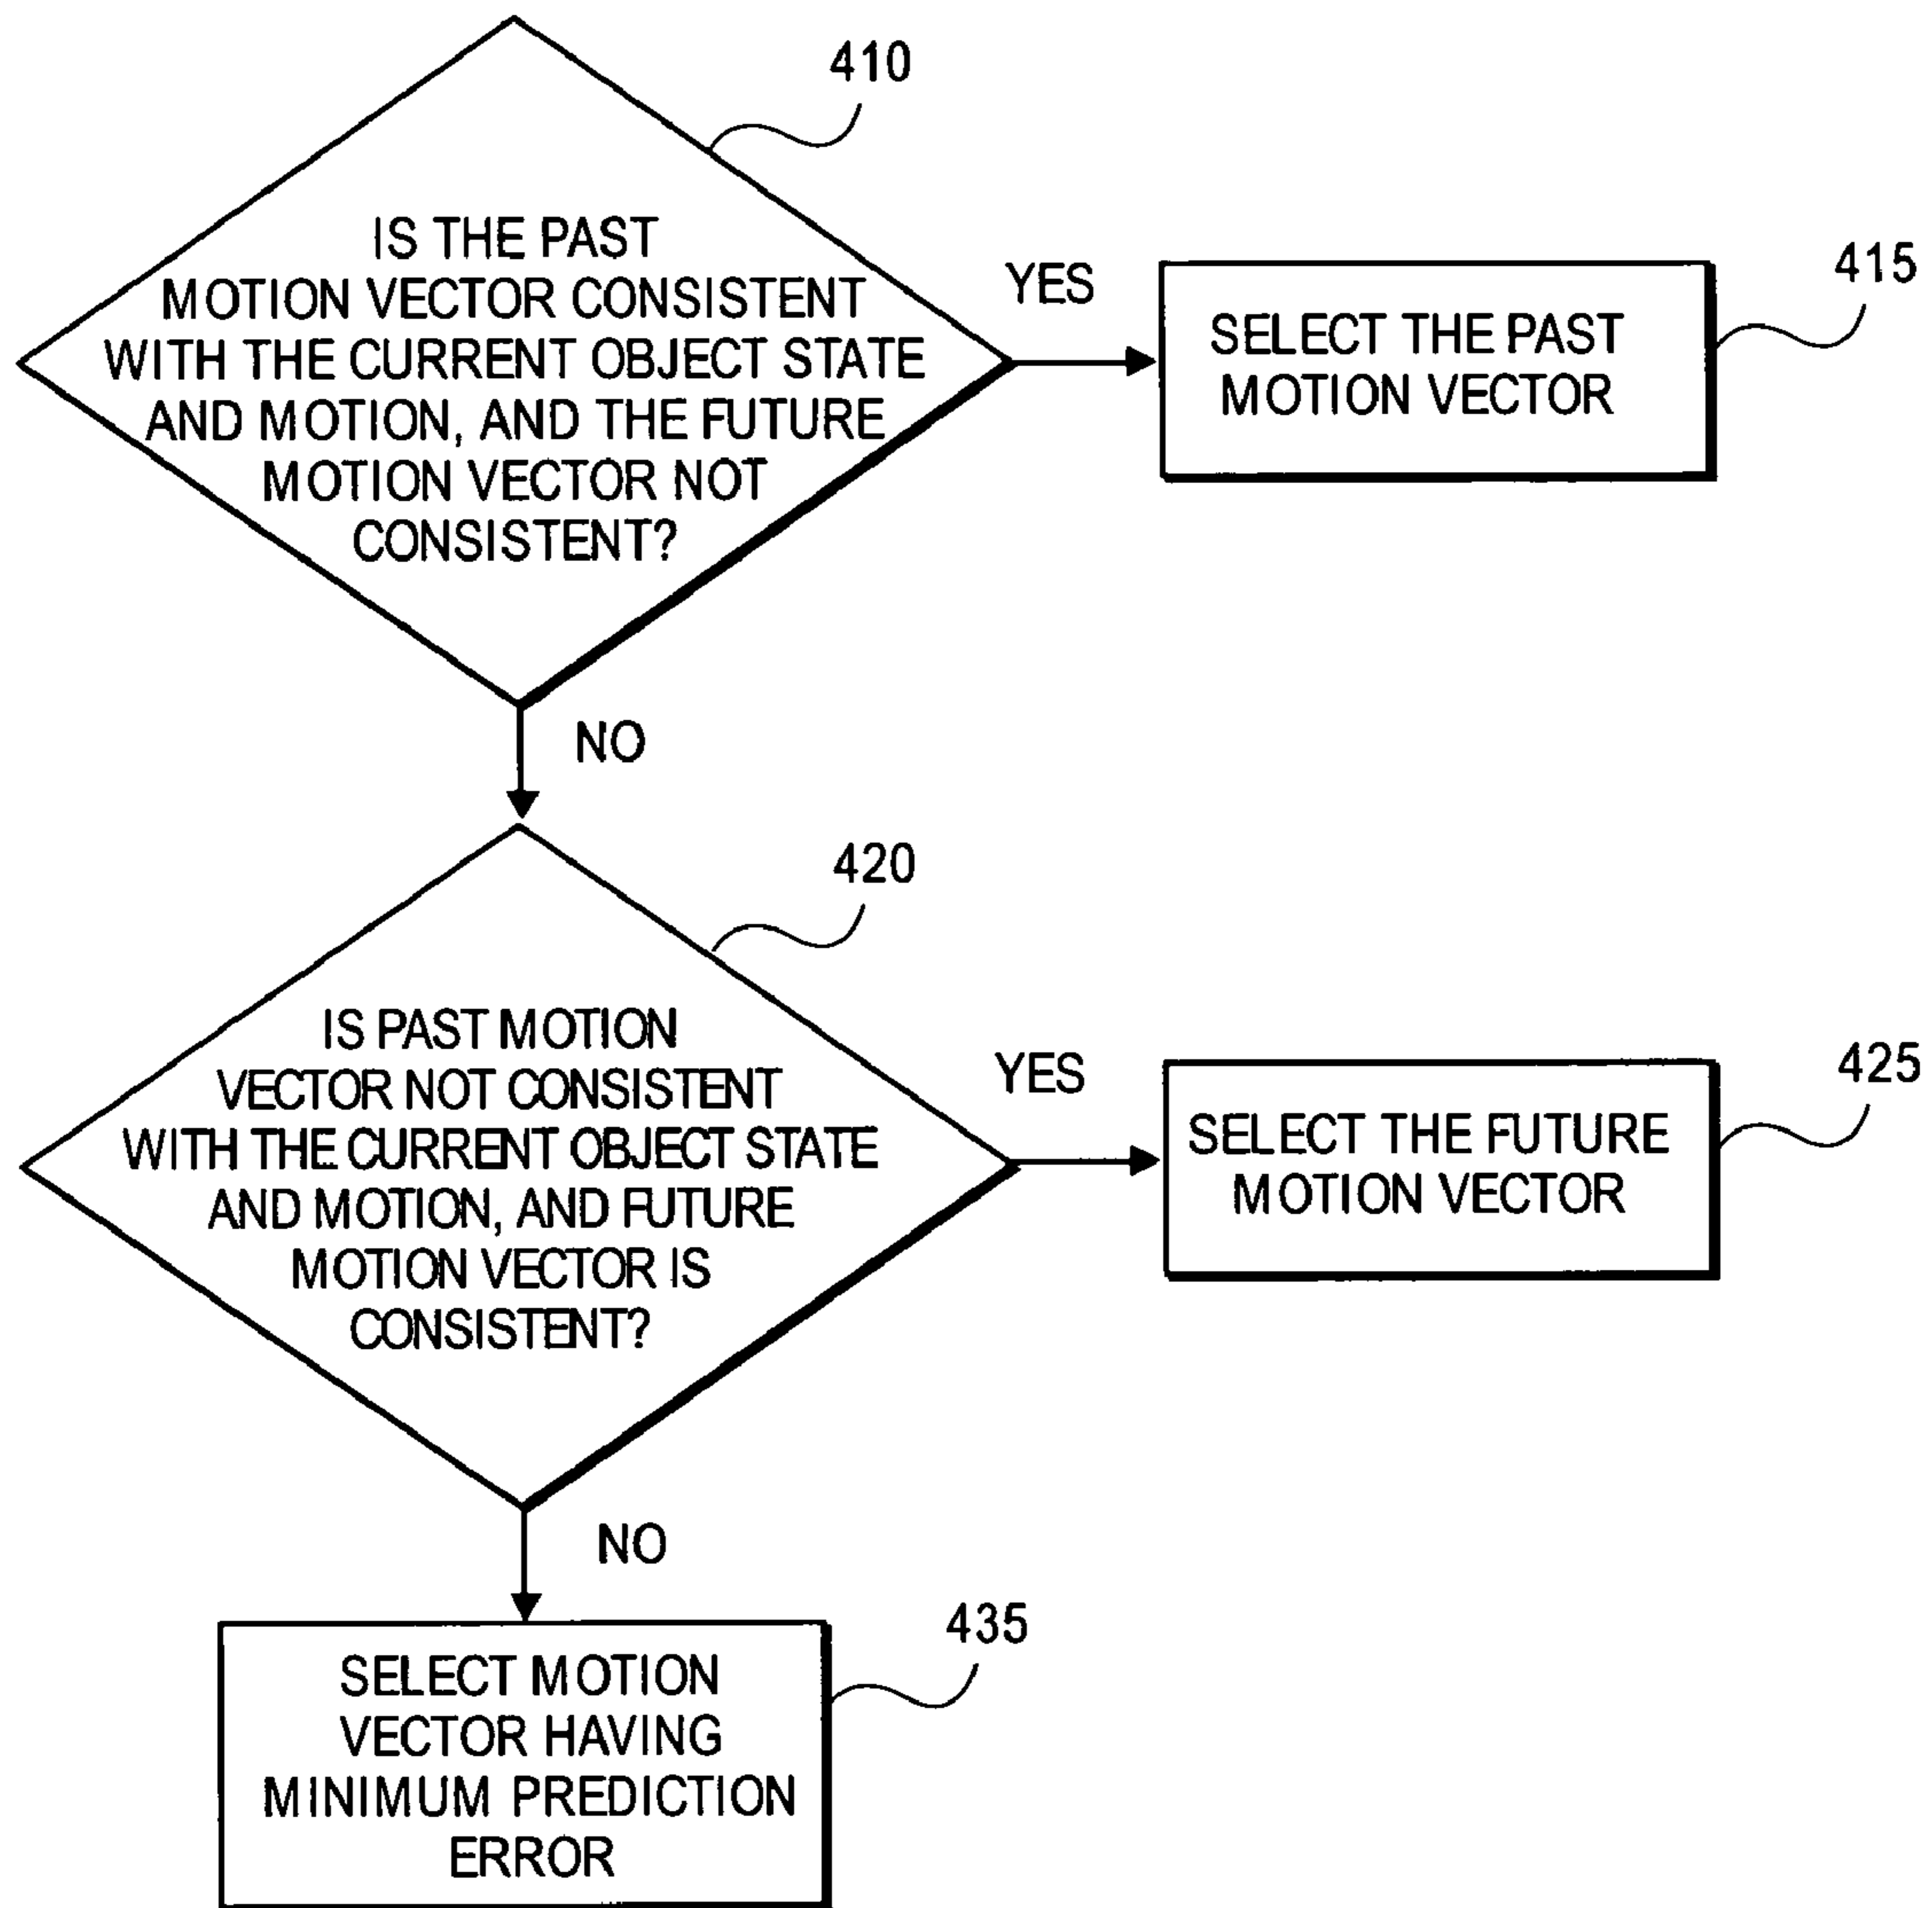 410
IS THE PAST
MOTION VECTOR CONSISTENT
WITH THE CURRENT OBJECT STATE
AND MOTION, AND THE FUTURE
MOTION VECTOR NOT
CONSISTENT?
YES
415
SELECT THE PAST
MOTION VECTOR
NO
420
IS PAST MOTION
VECTOR NOT CONSISTENT
WITH THE CURRENT OBJECT STATE
AND MOTION, AND FUTURE
MOTION VECTOR IS
CONSISTENT?
YES
425
SELECT THE FUTURE
MOTION VECTOR
NO
435
SELECT MOTION
VECTOR HAVING
MINIMUM PREDICTION
ERROR